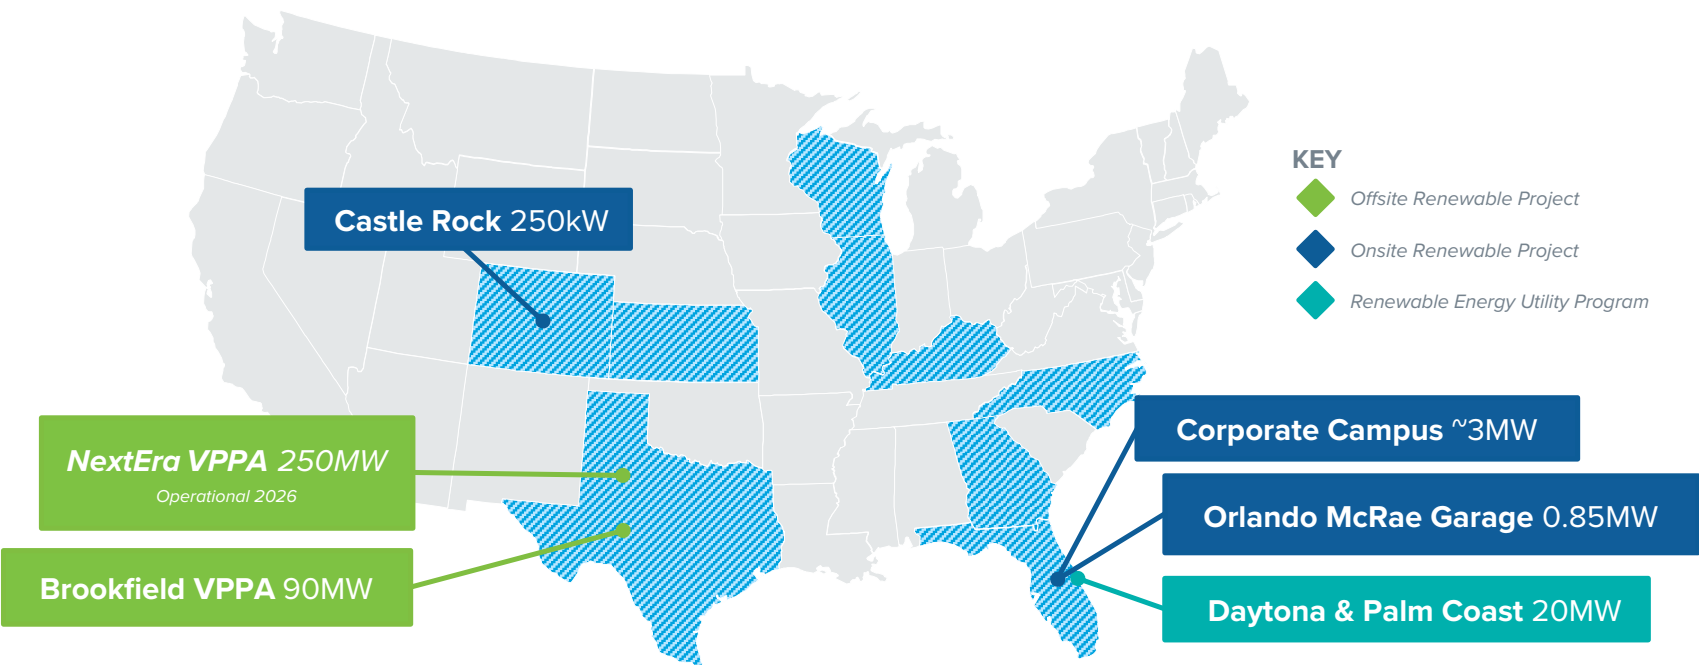 KEY
Offsite Renewable Project
Onsite Renewable Project
Renewable Energy Utility Program
Castle Rock 250kW
NextEra VPPA 250MW
Operational 2026
Brookfield VPPA 90MW
Corporate Campus ~3MW
Orlando McRae Garage 0.85MW
Daytona & Palm Coast 20MW